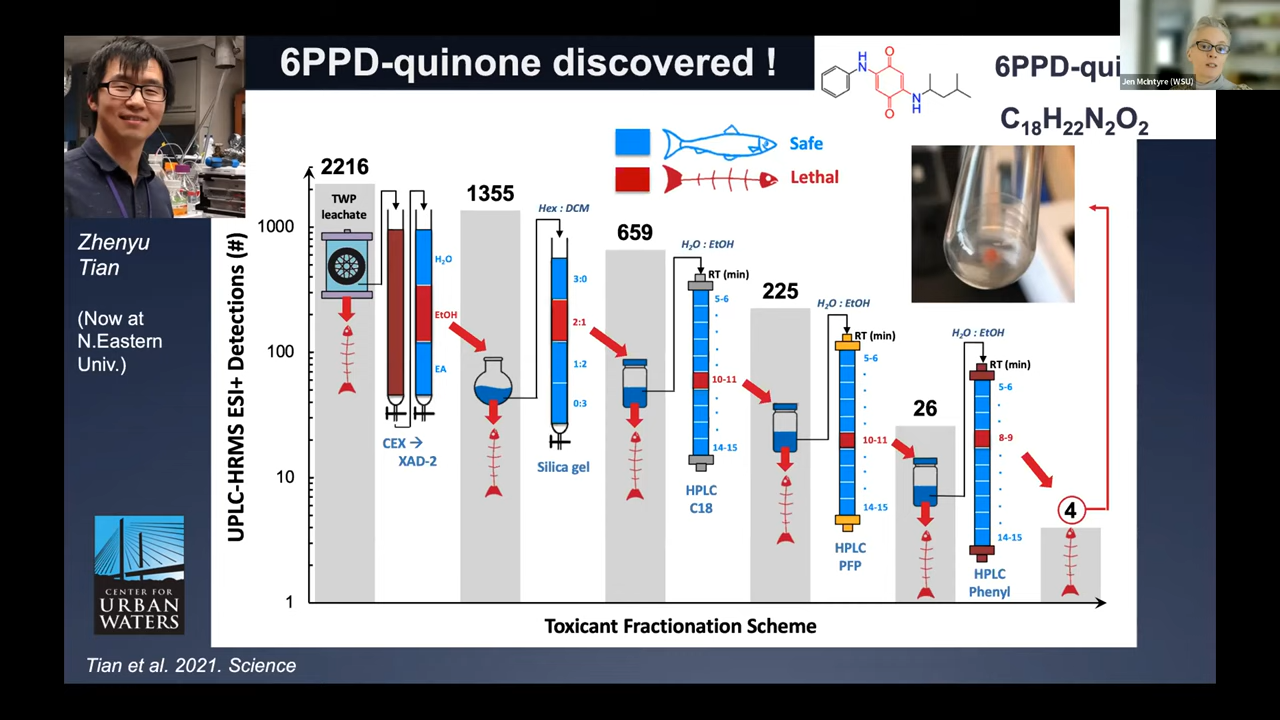 6PPD-quinone discovered !
6PPD-qui
Jen McIntyre (WSU)
C18H22N2O2
H
N
O
O
N
H
Safe
Lethal
Zhenyu
Tian
(Now at
N.Eastern
Univ.)
UPLC-HRMS ESI+ Detections (#)
1000
100
10
1
2216
TWP
leachate
H₂O
EtOH
EA
CEX →
XAD-2
1355
Hex : DCM
3:0
2:1
1:2
0:3
Silica gel
659
H₂O : EtOH
RT (min)
5-6
10-11
14-15
HPLC
C18
225
H₂O : EtOH
RT (min)
5-6
10-11
14-15
HPLC
PFP
26
H₂O : EtOH
RT (min)
5-6
8-9
14-15
HPLC
Phenyl
4
Toxicant Fractionation Scheme
CENTER FOR
URBAN
WATERS
Tian et al. 2021. Science